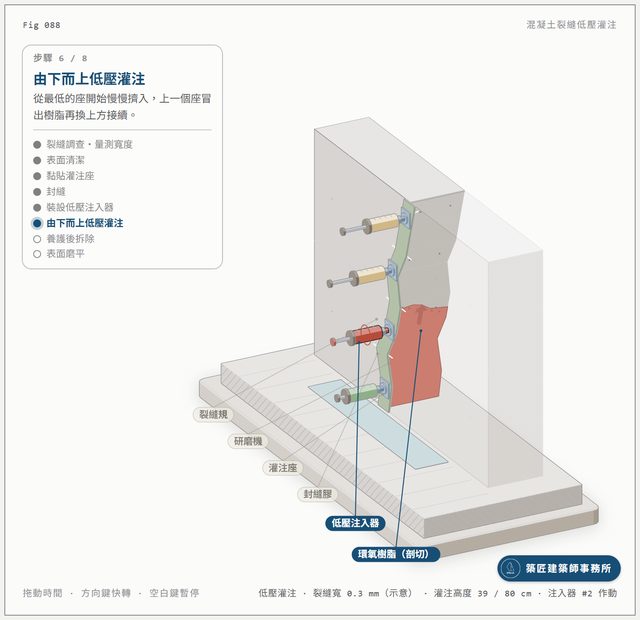 Fig 088
混凝土裂縫低壓灌注
步驟 6 / 8
由下而上低壓灌注
從最低的座開始慢慢擠入，上一個座冒
出樹脂再換上方接續。
裂縫調查・量測寬度
表面清潔
黏貼灌注座
封縫
裝設低壓注入器
由下而上低壓灌注
養護後拆除
表面磨平
裂縫規
研磨機
灌注座
封縫膠
低壓注入器
環氧樹脂（剖切）
築匠建築師事務所
拖動時間 · 方向鍵快轉 · 空白鍵暫停
低壓灌注 · 裂縫寬 0.3 mm（示意） · 灌注高度 39 / 80 cm · 注入器 #2 作動